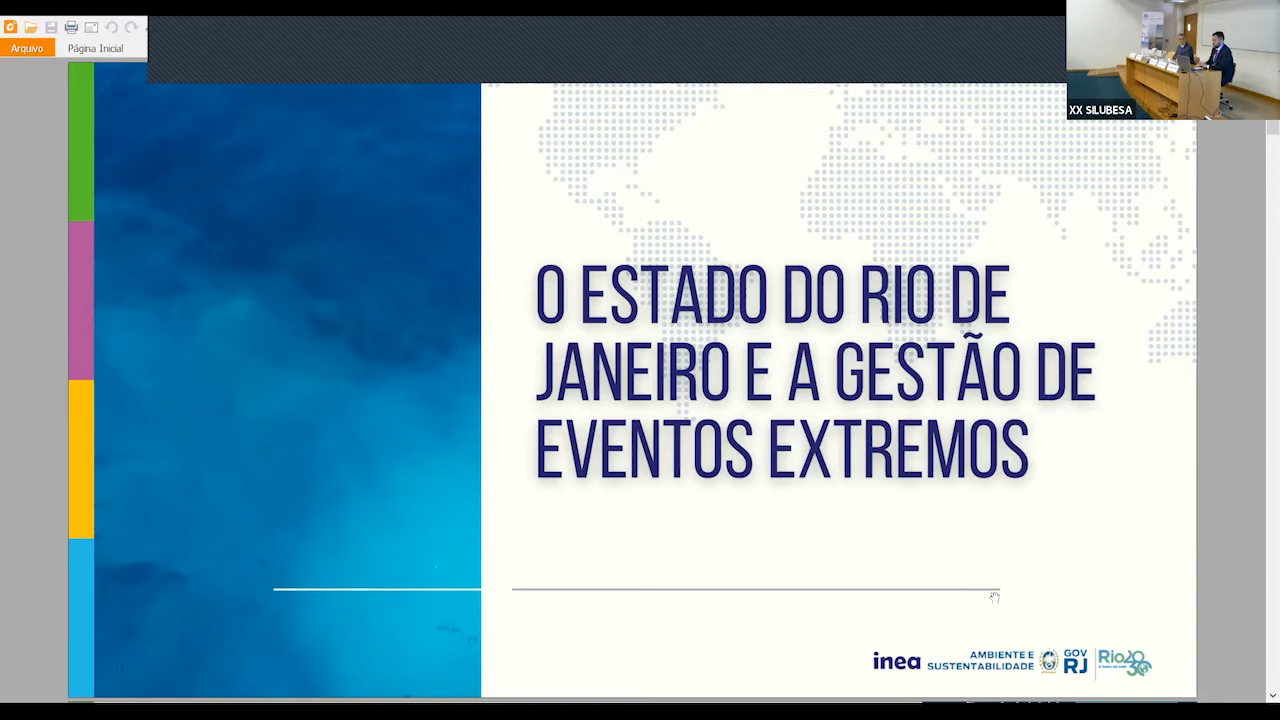 Arquivo
Página Inicial
XX SILUBESA
O ESTADO DO RIO DE
JANEIRO E A GESTÃO DE
EVENTOS EXTREMOS
inea
AMBIENTE E
SUSTENTABILIDADE
GOV
RJ
Rio2030